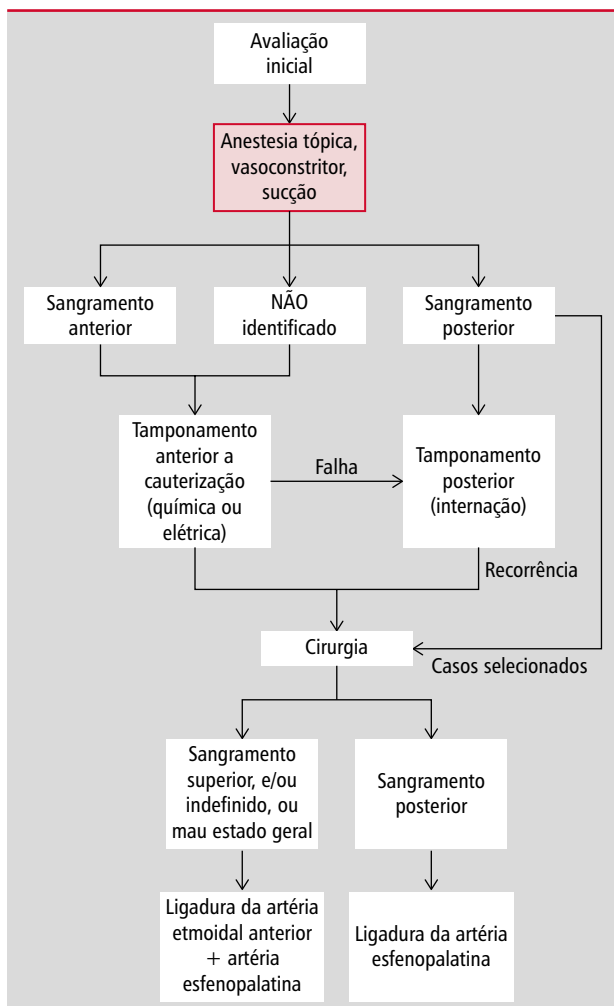 Avaliação
inicial
Anestesia tópica,
vasoconstritor,
sucção
Sangramento
anterior
NÃO
identificado
Sangramento
posterior
Tamponamento
anterior a
cauterização
(química ou
elétrica)
Falha
Tamponamento
posterior
(internação)
Recorrência
Cirurgia
Casos selecionados
Sangramento
superior, e/ou
indefinido, ou
mau estado geral
Sangramento
posterior
Ligadura da artéria
etmoidal anterior
+ artéria
esfenopalatina
Ligadura da artéria
esfenopalatina